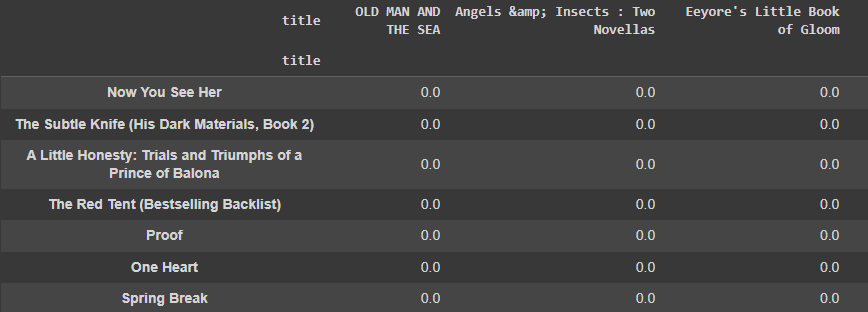 title OLD MAN AND THE SEA Angels &amp; Insects : Two Novellas Eeyore's Little Book of Gloom
title
Now You See Her 0.0 0.0 0.0
The Subtle Knife (His Dark Materials, Book 2) 0.0 0.0 0.0
A Little Honesty: Trials and Triumphs of a Prince of Balona 0.0 0.0 0.0
The Red Tent (Bestselling Backlist) 0.0 0.0 0.0
Proof 0.0 0.0 0.0
One Heart 0.0 0.0 0.0
Spring Break 0.0 0.0 0.0